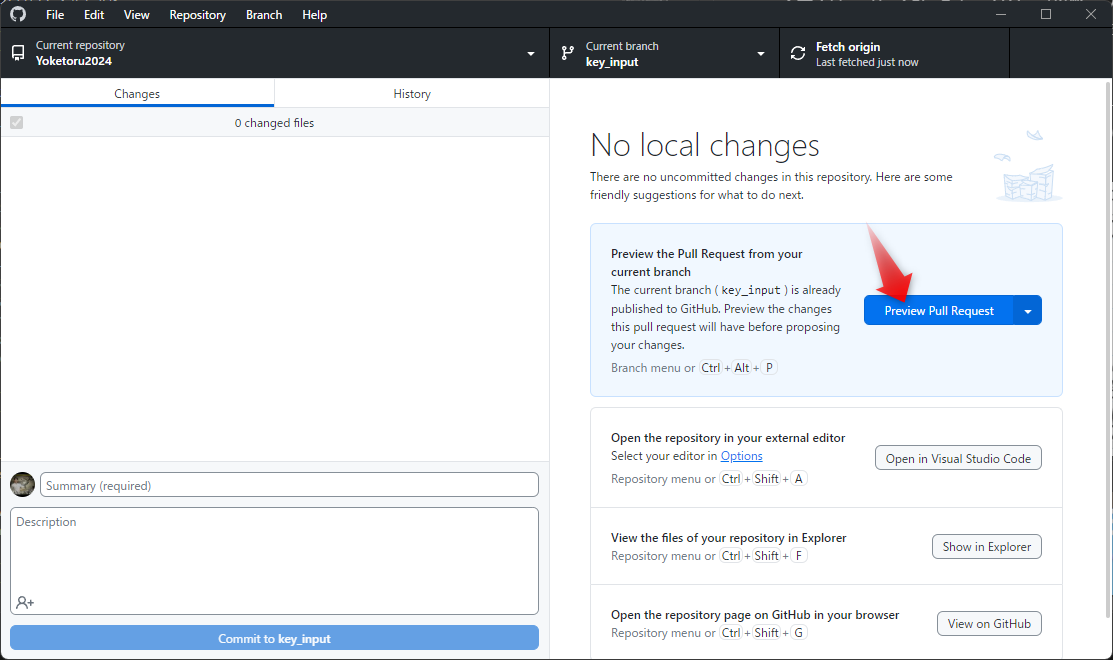 File Edit View Repository Branch Help
Current repository
Yoketoru2024
Current branch
key_input
Fetch origin
Last fetched just now
Changes
History
0 changed files
No local changes
There are no uncommitted changes in this repository. Here are some
friendly suggestions for what to do next.
Preview the Pull Request from your
current branch
The current branch ( key_input ) is already
published to GitHub. Preview the changes
this pull request will have before proposing
your changes.
Branch menu or Ctrl + Alt + P
Preview Pull Request
Open the repository in your external editor
Select your editor in Options
Repository menu or Ctrl + Shift + A
Open in Visual Studio Code
View the files of your repository in Explorer
Repository menu or Ctrl + Shift + F
Show in Explorer
Open the repository page on GitHub in your browser
Repository menu or Ctrl + Shift + G
View on GitHub
Summary (required)
Description
Commit to key_input